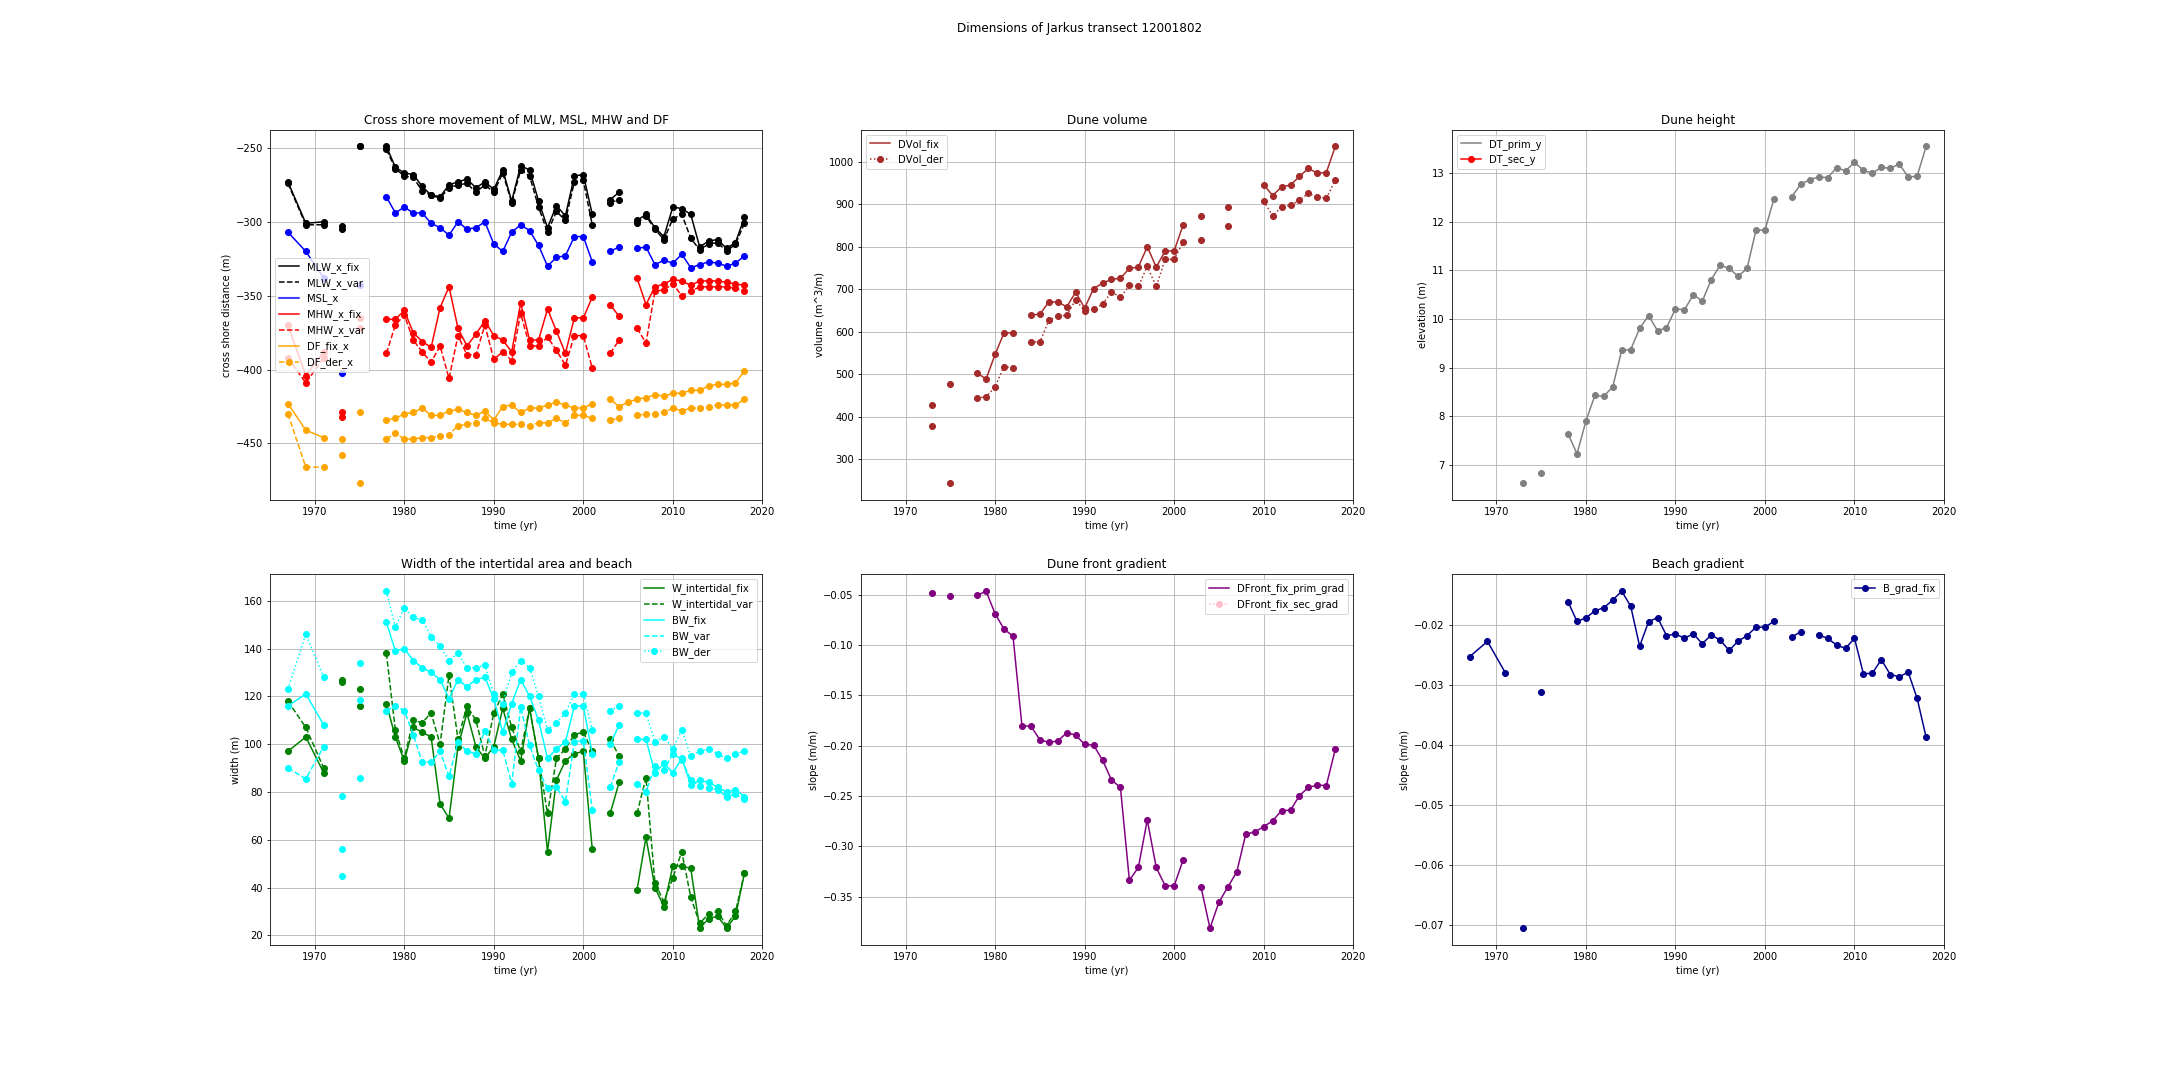 Dimensions of Jarkus transect 12001802
Cross shore movement of MLW, MSL, MHW and DF
cross shore distance (m)
−250
−300
−350
−400
−450
MLW_x_fix
MLW_x_var
MSL_x
MHW_x_fix
MHW_x_var
DF_fix_x
DF_der_x
1970 1980 1990 2000 2010 2020
time (yr)
Dune volume
volume (m^3/m)
1000
900
800
700
600
500
400
300
DVol_fix
DVol_der
1970 1980 1990 2000 2010 2020
time (yr)
Dune height
elevation (m)
13
12
11
10
9
8
7
DT_prim_y
DT_sec_y
1970 1980 1990 2000 2010 2020
time (yr)
Width of the intertidal area and beach
width (m)
160
140
120
100
80
60
40
20
W_intertidal_fix
W_intertidal_var
BW_fix
BW_var
BW_der
1970 1980 1990 2000 2010 2020
time (yr)
Dune front gradient
slope (m/m)
−0.05
−0.10
−0.15
−0.20
−0.25
−0.30
−0.35
DFront_fix_prim_grad
DFront_fix_sec_grad
1970 1980 1990 2000 2010 2020
time (yr)
Beach gradient
slope (m/m)
−0.02
−0.03
−0.04
−0.05
−0.06
−0.07
B_grad_fix
1970 1980 1990 2000 2010 2020
time (yr)